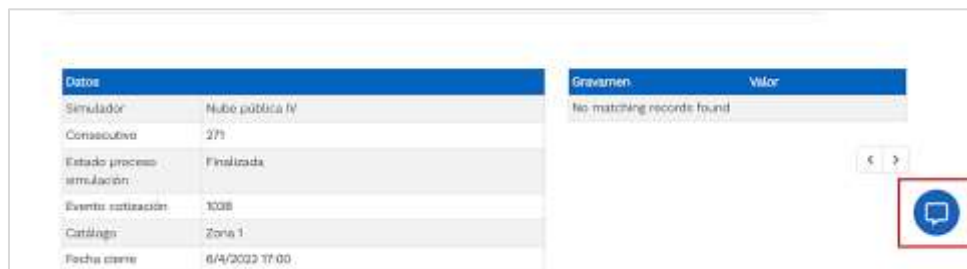 Datos
Simulador Nube pública IV
Consecutivo 271
Estado proceso
simulación Finalizada
Evento cotización
Catálogo Zona 1
Fecha cierre 6/4/2022 17:00
Gravamen Valor
No matching records found